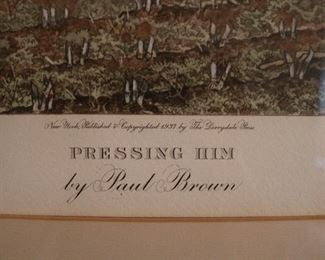 New York, Published & Copyrighted 1937 by The Derrydale Press
PRESSING HIM
by Paul Brown